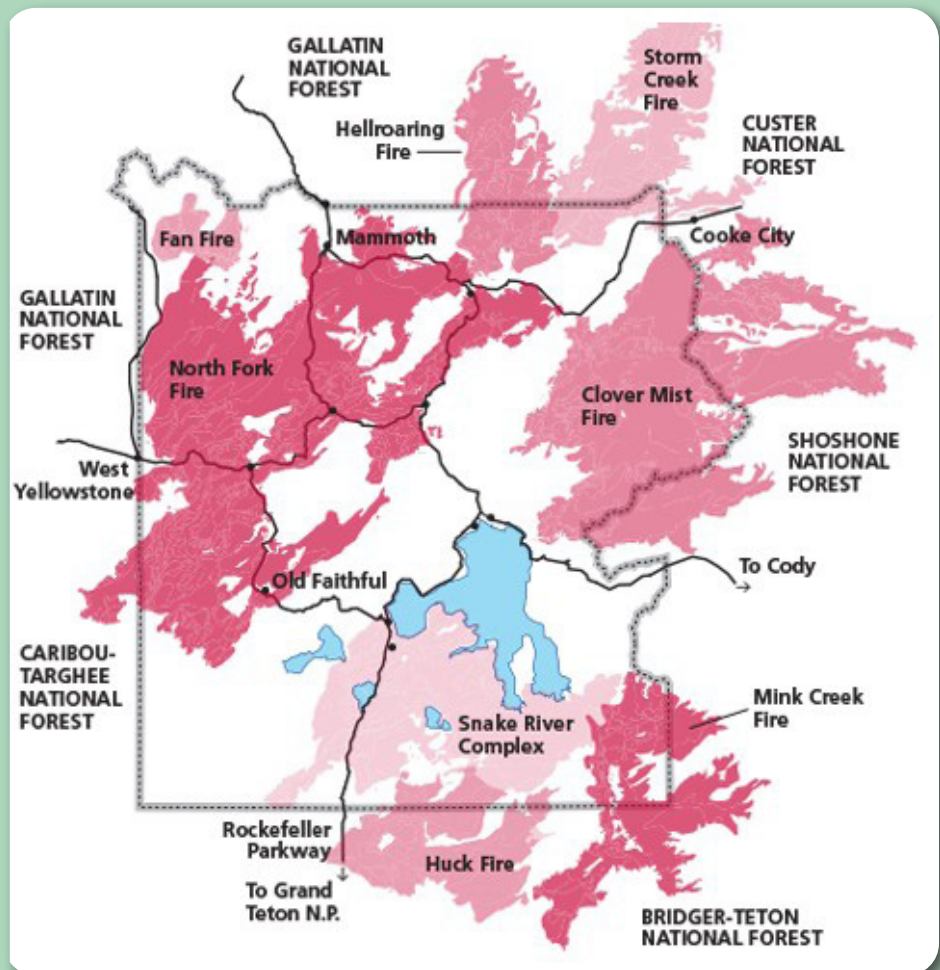 GALLATIN
NATIONAL
FOREST
Storm
Creek
Fire
Hellroaring
Fire
CUSTER
NATIONAL
FOREST
Fan Fire
Mammoth
Cooke City
GALLATIN
NATIONAL
FOREST
North Fork
Fire
Clover Mist
Fire
SHOSHONE
NATIONAL
FOREST
West
Yellowstone
To Cody
Old Faithful
CARIBOU-
TARGHEE
NATIONAL
FOREST
Mink Creek
Fire
Snake River
Complex
Rockefeller
Parkway
Huck Fire
To Grand
Teton N.P.
BRIDGER-TETON
NATIONAL FOREST